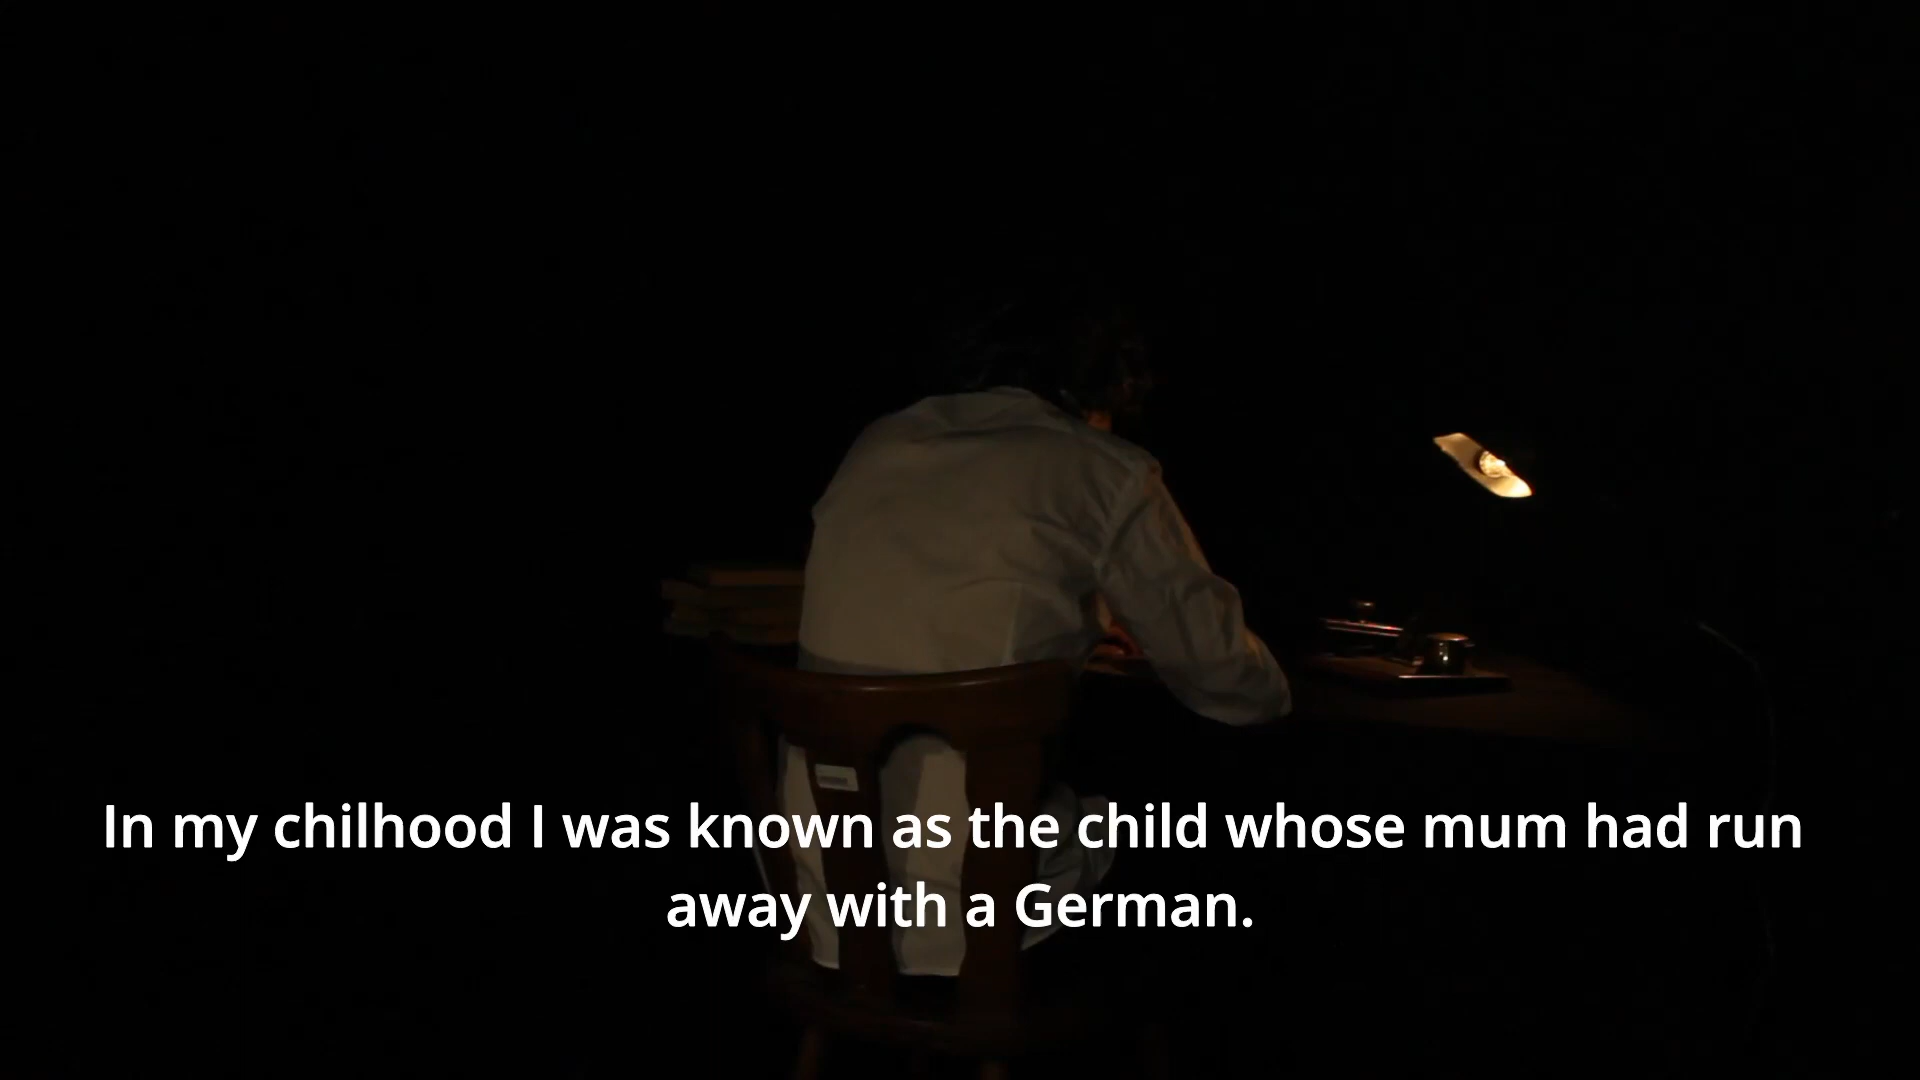 In my chilhood I was known as the child whose mum had run
away with a German.